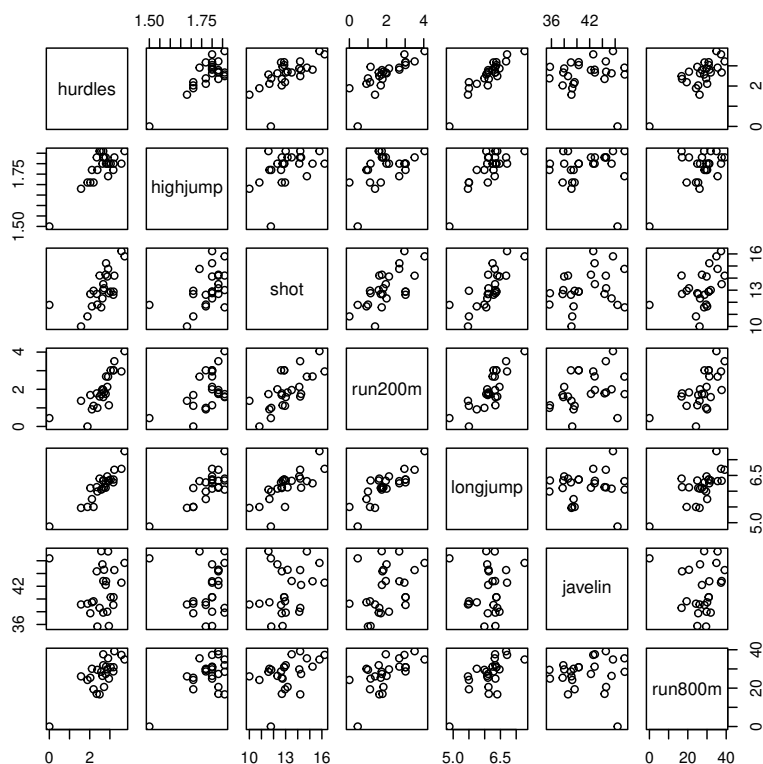 1.50 1.75 0 1 2 3 4 36 42
hurdles 0 2
1.50 1.75 highjump
shot 10 13 16
0 2 4 run200m
longjump 5.0 6.5
36 42 javelin
run800m 0 20 40
0 2 10 13 16 5.0 6.5 0 20 40